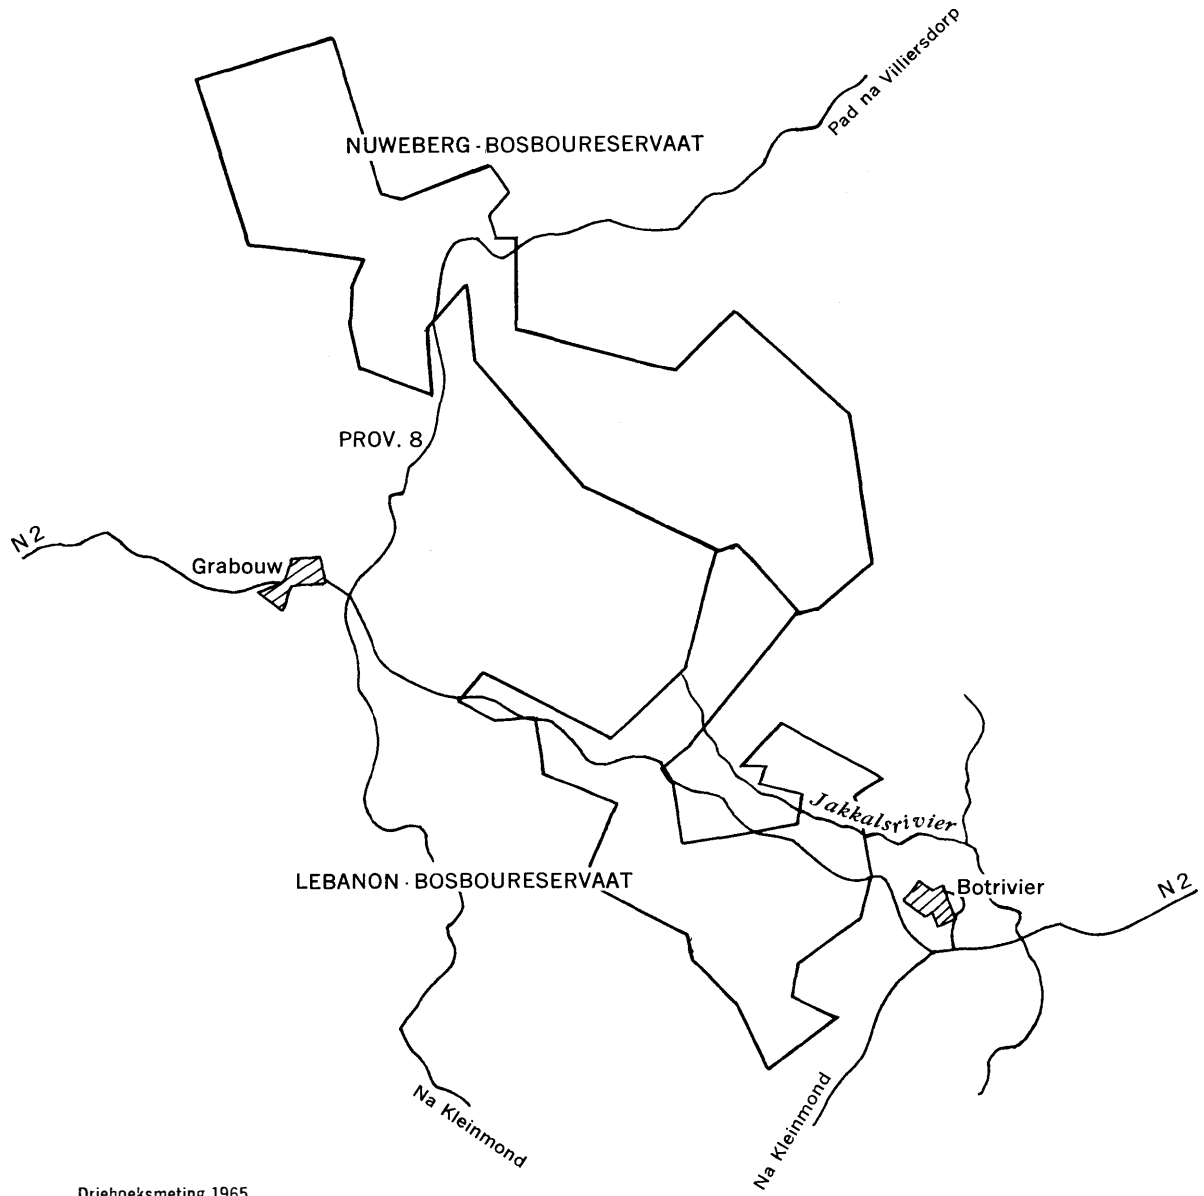 Pad na Villiersdorp
NUWEBERG - BOSBOURESERVAAT
PROV. 8
N2
Grabouw
Jakkalsrivier
LEBANON - BOSBOURESERVAAT
Botrivier
N2
Na Kleinmond
Na Kleinmond
Driehoeksmeting 1965